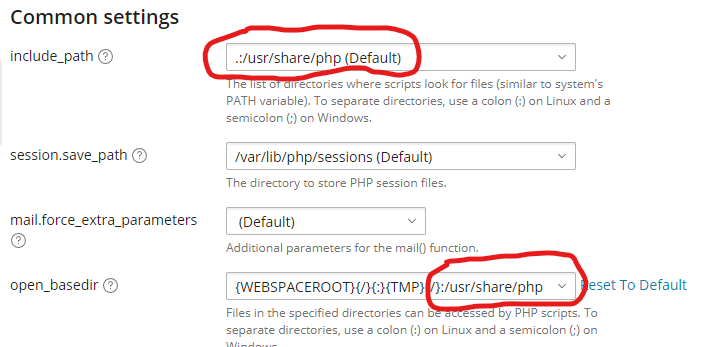 Common settings
include_path ?
.:/usr/share/php (Default)
The list of directories where scripts look for files (similar to system's
PATH variable). To separate directories, use a colon (:) on Linux and a
semicolon (;) on Windows.
session.save_path ?
/var/lib/php/sessions (Default)
The directory to store PHP session files.
mail.force_extra_parameters
?
(Default)
Additional parameters for the mail() function.
open_basedir ?
{WEBSPACEROOT}{/}{:}{TMP}{/}:/usr/share/php
Reset To Default
Files in the specified directories can be accessed by PHP scripts. To
separate directories, use a colon (:) on Linux and a semicolon (;) on
Windows.